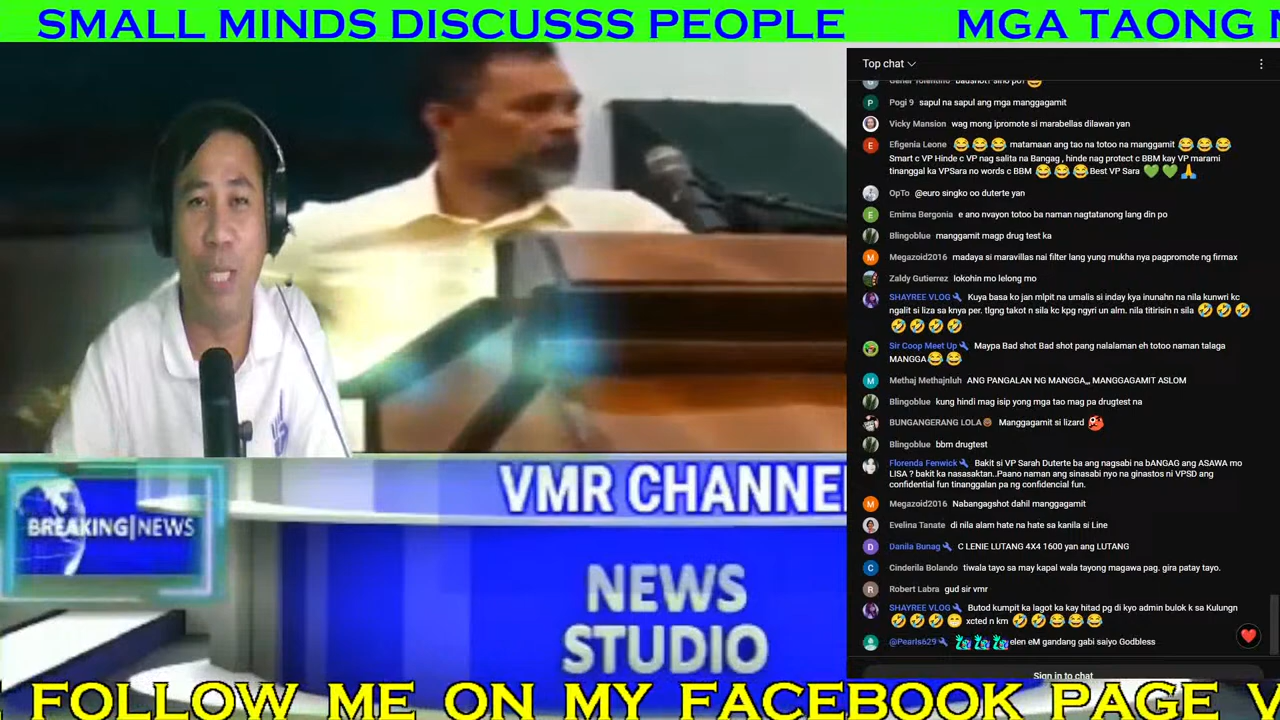 SMALL MINDS DISCUSSS PEOPLE MGA TAONG
Top chat
Pogi 9 sapul na sapul ang mga manggagamit
Vicky Mansion wag mong ipromote si marabellas dilawan yan
Efigenia Leone 😂😂😂 matamaan ang tao na totoo na manggamit 😂😂😂
Smart c VP Hinde c VP nag salita na Bangag , hinde nag protect c BBM kay VP marami
tinanggal ka VPSara no words c BBM 😂😂😂Best VP Sara 💚💚🙏
OpTo @euro singko oo duterte yan
Emima Bergonia e ano nvayon totoo ba naman nagtatanong lang din po
Blingoblue manggamit magp drug test ka
Megazoid2016 madaya si maravillas nai filter lang yung mukha nya pagpromote ng firmax
Zaldy Gutierrez lokohin mo lelong mo
SHAYREE VLOG Kuya basa ko jan mlpit na umalis si inday kya inunahn na nila kunwri kc
ngalit si liza sa knya per. tlgng takot n sila kc kpg ngyri un alm. nila titirisin n sila 🤣🤣🤣
🤣🤣🤣🤣
Sir Coop Meet Up Maypa Bad shot Bad shot pang nalalaman eh totoo naman talaga
MANGGA😂😂
Methaj Methajnluh ANG PANGALAN NG MANGGA,,, MANGGAGAMIT ASLOM
Blingoblue kung hindi mag isip yong mga tao mag pa drugtest na
BUNGANGERANG LOLA Manggagamit si lizard
Blingoblue bbm drugtest
Florenda Fenwick Bakit si VP Sarah Duterte ba ang nagsabi na bANGAG ang ASAWA mo
LISA ? bakit ka nasasaktan..Paano naman ang sinasabi nyo na ginastos ni VPSD ang
confidential fun tinanggalan pa ng confidencial fun.
Megazoid2016 Nabangagshot dahil manggagamit
Evelina Tanate di nila alam hate na hate sa kanila si Line
Danila Bunag C LENIE LUTANG 4X4 1600 yan ang LUTANG
Cinderila Bolando tiwala tayo sa may kapal wala tayong magawa pag. gira patay tayo.
Robert Labra gud sir vmr
SHAYREE VLOG Butod kumpit ka lagot ka kay hitad pg di kyo admin bulok k sa Kulungn
🤣🤣🤣😁 xcted n km 🤣🤣😂😂😂
@Pearls629 elen eM gandang gabi saiyo Godbless
Sign in to chat
VMR CHANNE
BREAKING|NEWS
NEWS
STUDIO
FOLLOW ME ON MY FACEBOOK PAGE V